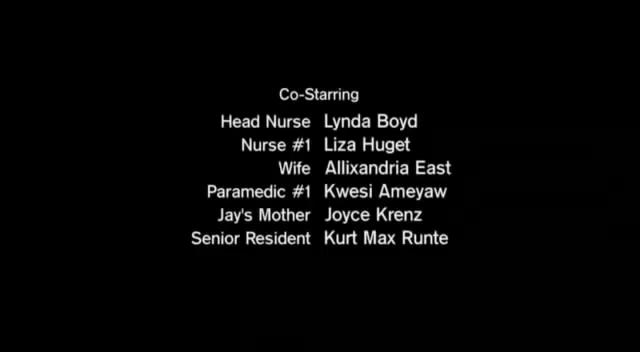 Co-Starring
Head Nurse Lynda Boyd
Nurse #1 Liza Huget
Wife Allixandria East
Paramedic #1 Kwesi Ameyaw
Jay's Mother Joyce Krenz
Senior Resident Kurt Max Runte